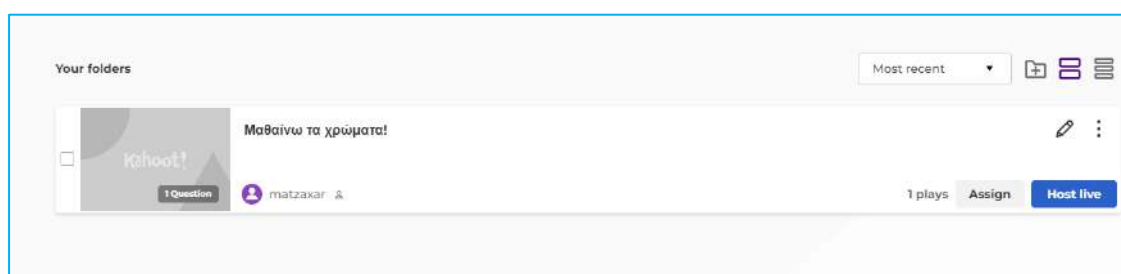 Your folders
Most recent
Μαθαίνω τα χρώματα!
Kahoot!
1 Question
matzaxar
1 plays
Assign
Host live